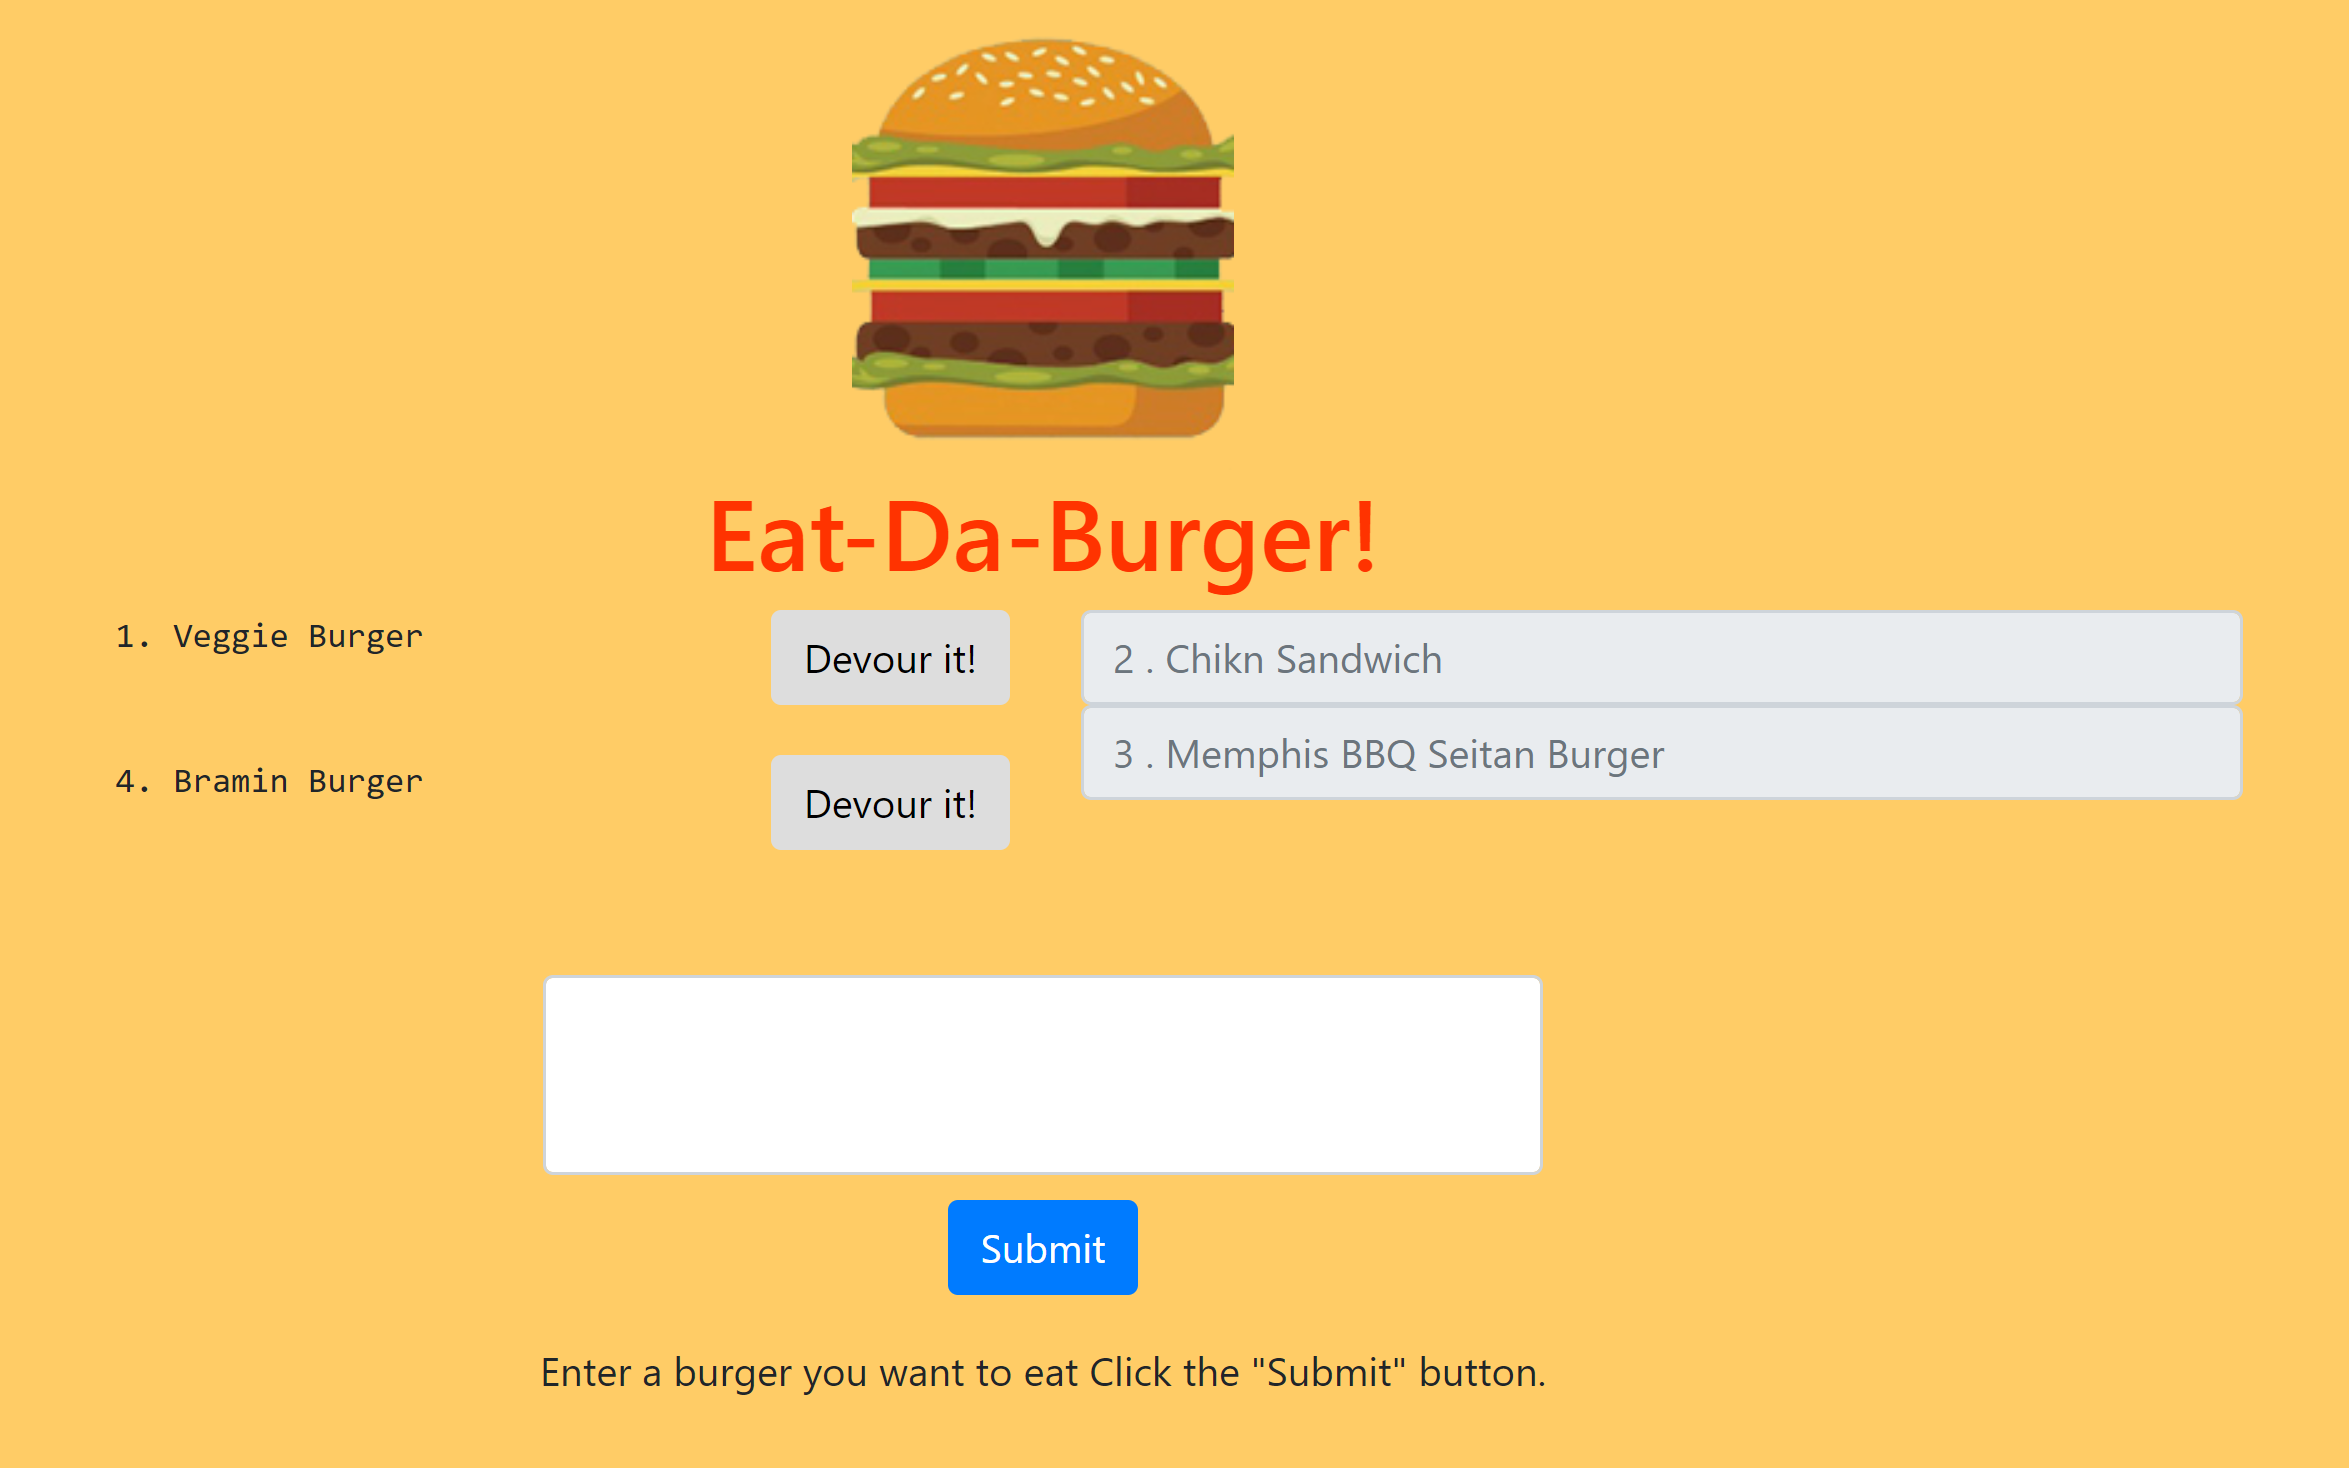 Eat-Da-Burger!
1. Veggie Burger
Devour it!
4. Bramin Burger
Devour it!
2 . Chikn Sandwich
3 . Memphis BBQ Seitan Burger
Submit
Enter a burger you want to eat Click the "Submit" button.